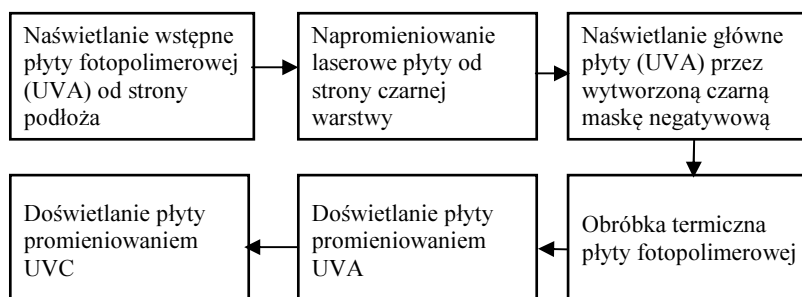 Naświetlanie wstępne
płyty fotopolimerowej
(UVA) od strony
podłoża
Napromieniowanie
laserowe płyty od
strony czarnej
warstwy
Naświetlanie główne
płyty (UVA) przez
wytworzoną czarną
maskę negatywową
Obróbka termiczna
płyty fotopolimerowej
Doświetlanie płyty
promieniowaniem
UVA
Doświetlanie płyty
promieniowaniem
UVC